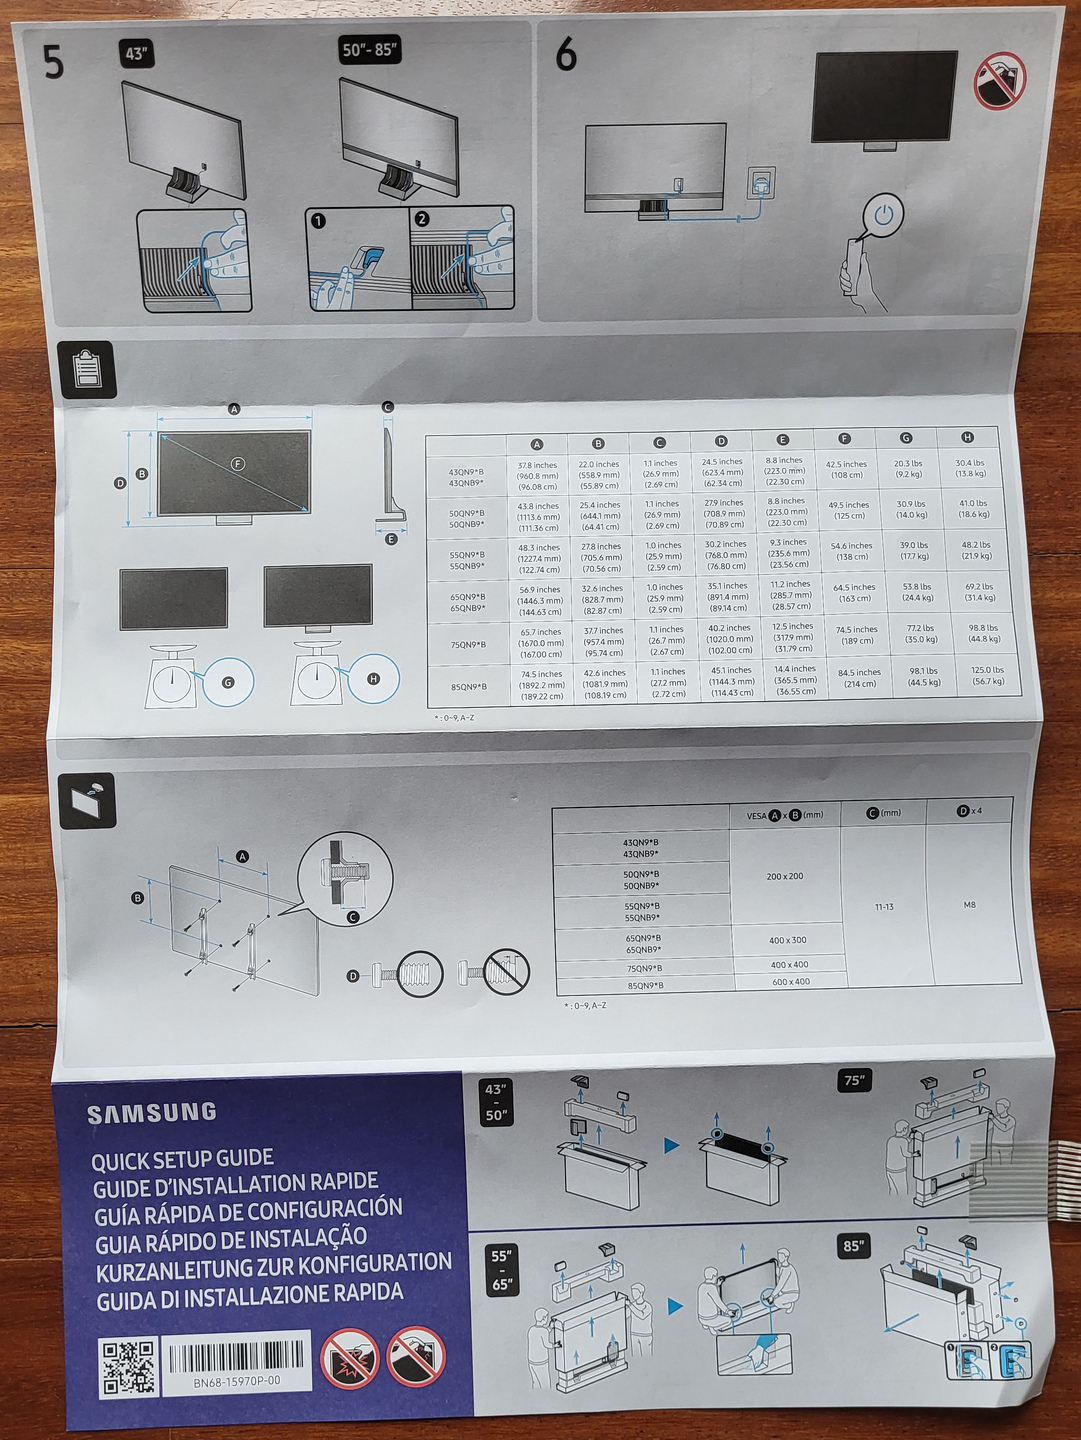 5
43"
50"- 85"
6
1
2
A
C
D
B
F
E
G
H
A B C D E F G H
43QN9*B
43QNB9*
37.8 inches
(960.8 mm)
(96.08 cm)
22.0 inches
(558.9 mm)
(55.89 cm)
1.1 inches
(26.9 mm)
(2.69 cm)
24.5 inches
(623.4 mm)
(62.34 cm)
8.8 inches
(223.0 mm)
(22.30 cm)
42.5 inches
(108 cm)
20.3 lbs
(9.2 kg)
30.4 lbs
(13.8 kg)
50QN9*B
50QNB9*
43.8 inches
(1113.6 mm)
(111.36 cm)
25.4 inches
(644.1 mm)
(64.41 cm)
1.1 inches
(26.9 mm)
(2.69 cm)
27.9 inches
(708.9 mm)
(70.89 cm)
8.8 inches
(223.0 mm)
(22.30 cm)
49.5 inches
(125 cm)
30.9 lbs
(14.0 kg)
41.0 lbs
(18.6 kg)
55QN9*B
55QNB9*
48.3 inches
(1227.4 mm)
(122.74 cm)
27.8 inches
(705.6 mm)
(70.56 cm)
1.0 inches
(25.9 mm)
(2.59 cm)
30.2 inches
(768.0 mm)
(76.80 cm)
9.3 inches
(235.6 mm)
(23.56 cm)
54.6 inches
(138 cm)
39.0 lbs
(17.7 kg)
48.2 lbs
(21.9 kg)
65QN9*B
65QNB9*
56.9 inches
(1446.3 mm)
(144.63 cm)
32.6 inches
(828.7 mm)
(82.87 cm)
1.0 inches
(25.9 mm)
(2.59 cm)
35.1 inches
(891.4 mm)
(89.14 cm)
11.2 inches
(285.7 mm)
(28.57 cm)
64.5 inches
(163 cm)
53.8 lbs
(24.4 kg)
69.2 lbs
(31.4 kg)
75QN9*B
65.7 inches
(1670.0 mm)
(167.00 cm)
37.7 inches
(957.4 mm)
(95.74 cm)
1.1 inches
(26.7 mm)
(2.67 cm)
40.2 inches
(1020.0 mm)
(102.00 cm)
12.5 inches
(317.9 mm)
(31.79 cm)
74.5 inches
(189 cm)
77.2 lbs
(35.0 kg)
98.8 lbs
(44.8 kg)
85QN9*B
74.5 inches
(1892.2 mm)
(189.22 cm)
42.6 inches
(1081.9 mm)
(108.19 cm)
1.1 inches
(27.2 mm)
(2.72 cm)
45.1 inches
(1144.3 mm)
(114.43 cm)
14.4 inches
(365.5 mm)
(36.55 cm)
84.5 inches
(214 cm)
98.1 lbs
(44.5 kg)
125.0 lbs
(56.7 kg)
* : 0~9, A~Z
A
B
C
D
VESA A x B (mm)
C (mm)
D x 4
43QN9*B
43QNB9*
50QN9*B
50QNB9*
55QN9*B
55QNB9*
200 x 200
65QN9*B
65QNB9*
400 x 300
75QN9*B
400 x 400
85QN9*B
600 x 400
11-13
M8
* : 0~9, A~Z
SAMSUNG
QUICK SETUP GUIDE
GUIDE D'INSTALLATION RAPIDE
GUÍA RÁPIDA DE CONFIGURACIÓN
GUIA RÁPIDO DE INSTALAÇÃO
KURZANLEITUNG ZUR KONFIGURATION
GUIDA DI INSTALLAZIONE RAPIDA
BN68-15970P-00
43"
-
50"
75"
55"
-
65"
85"
1
2